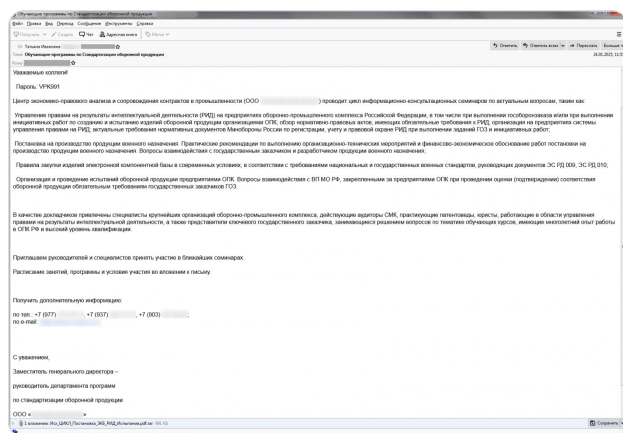 Обучающие программы по Стандартизации оборонной продукции
Файл Правка Вид Переход Сообщение Инструменты Справка
Получить Создать Чат Адресная книга Метка
От Татьяна Ивановна
Ответить Ответить всем Переслать Больше
Тема Обучающие программы по Стандартизации оборонной продукции
24.01.2025, 11:5
Кому
Уважаемые коллеги!
Пароль: VPK991
Центр экономико-правового анализа и сопровождения контрактов в промышленности (ООО ) проводит цикл информационно-консультационных семинаров по актуальным вопросам, таким как:
Управление правами на результаты интеллектуальной деятельности (РИД) на предприятиях оборонно-промышленного комплекса Российской Федерации, в том числе при выполнении гособоронзаказа и/или при выполнении
инициативных работ по созданию и испытанию изделий оборонной продукции организациями ОПК; обзор нормативно-правовых актов, имеющих обязательные требования к РИД; организация на предприятиях системы
управления правами на РИД; актуальные требования нормативных документов Минобороны России по регистрации, учету и правовой охране РИД при выполнении заданий ГОЗ и инициативных работ;
Постановка на производство продукции военного назначения. Практические рекомендации по выполнению организационно-технических мероприятий и финансово-экономическое обоснование работ постановки на
производство продукции военного назначения. Вопросы взаимодействия с государственным заказчиком и разработчиком продукции военного назначения;
Правила закупки изделий электронной компонентной базы в современных условиях, в соответствии с требованиями национальных и государственных военных стандартов, руководящих документов ЭС РД 009, ЭС РД 010;
Организация и проведение испытаний оборонной продукции предприятиями ОПК. Вопросы взаимодействия с ВП МО РФ, закрепленными за предприятиями ОПК при проведении оценки (подтверждении) соответствия
оборонной продукции обязательным требованиям государственных заказчиков ГОЗ.
В качестве докладчиков привлечены специалисты крупнейших организаций оборонно-промышленного комплекса, действующие аудиторы СМК, практикующие патентоведы, юристы, работающие в области управления
правами на результаты интеллектуальной деятельности, а также представители ключевого государственного заказчика, занимающиеся решением вопросов по тематике обучающих курсов, имеющие многолетний опыт работы
в ОПК РФ и высокий уровень квалификации.
Приглашаем руководителей и специалистов принять участие в ближайших семинарах.
Расписание занятий, программы и условия участия во вложении к письму.
Получить дополнительную информацию:
по тел.: +7 (977) , +7 (937) , +7 (903) ;
по e-mail:
С уважением,
Заместитель генерального директора –
руководитель департамента программ
по стандартизации оборонной продукции
ООО « »
1 вложение: Исх_ЦИКЛ_Постановка_ЭКБ_РИД_Испытание.pdf.rar
Сохранить